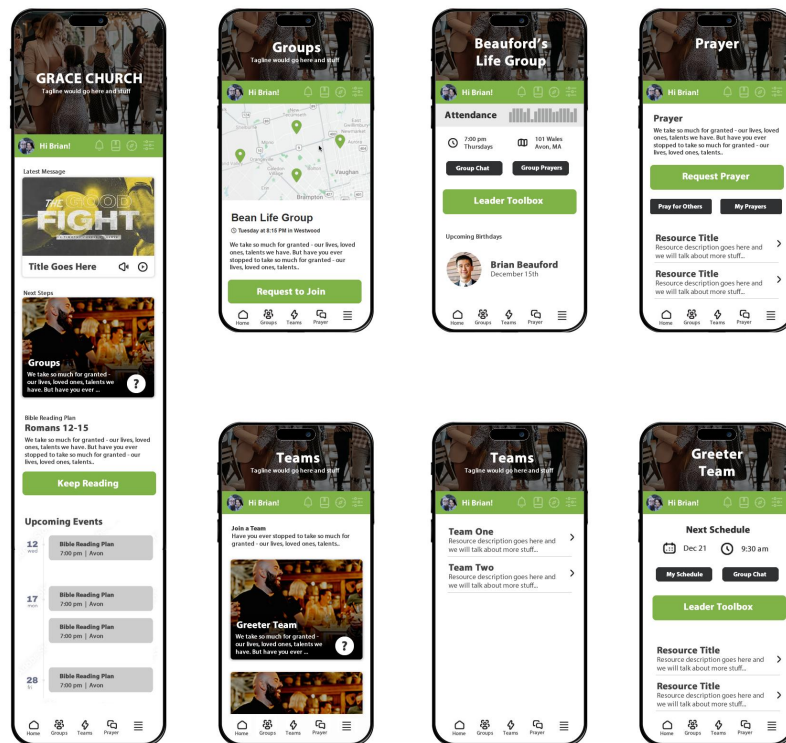 GRACE CHURCH
Tagline would go here and stuff
Hi Brian!
Latest Message
THE GOOD
FIGHT
Title Goes Here
Next Steps
Groups
We take so much for granted -
our lives, loved ones, talents we
have. But have you ever ...
?
Bible Reading Plan
Romans 12-15
We take so much for granted - our lives, loved
ones, talents we have. But have you ever
stopped to take so much for granted - our
lives, loved ones, talents..
Keep Reading
Upcoming Events
12
wed
Bible Reading Plan
7:00 pm | Avon
17
mon
Bible Reading Plan
7:00 pm | Avon
Bible Reading Plan
7:00 pm | Avon
28
fri
Bible Reading Plan
7:00 pm | Avon
Home Groups Teams Prayer
Groups
Tagline would go here and stuff
Hi Brian!
Vaughan
Brampton
Bean Life Group
Tuesday at 8:15 PM in Westwood
We take so much for granted - our lives, loved
ones, talents we have. But have you ever
stopped to take so much for granted - our
lives, loved ones, talents..
Request to Join
Home Groups Teams Prayer
Beauford's
Life Group
Hi Brian!
Attendance
7:00 pm
Thursdays
101 Wales
Avon, MA
Group Chat
Group Prayers
Leader Toolbox
Upcoming Birthdays
Brian Beauford
December 15th
Home Groups Teams Prayer
Prayer
Hi Brian!
Prayer
We take so much for granted - our lives, loved
ones, talents we have. But have you ever
stopped to take so much for granted - our
lives, loved ones, talents..
Request Prayer
Pray for Others
My Prayers
Resource Title
Resource description goes here and
we will talk about more stuff...
Resource Title
Resource description goes here and
we will talk about more stuff...
Home Groups Teams Prayer
Teams
Tagline would go here and stuff
Hi Brian!
Join a Team
Have you ever stopped to take so much for
granted - our lives, loved ones, talents..
Greeter Team
We take so much for granted -
our lives, loved ones, talents we
have. But have you ever ...
?
Home Groups Teams Prayer
Teams
Tagline would go here and stuff
Hi Brian!
Team One
Resource description goes here and
we will talk about more stuff...
Team Two
Resource description goes here and
we will talk about more stuff...
Home Groups Teams Prayer
Greeter
Team
Hi Brian!
Next Schedule
Dec 21
9:30 am
My Schedule
Group Chat
Leader Toolbox
Resource Title
Resource description goes here and
we will talk about more stuff...
Resource Title
Resource description goes here and
we will talk about more stuff...
Home Groups Teams Prayer